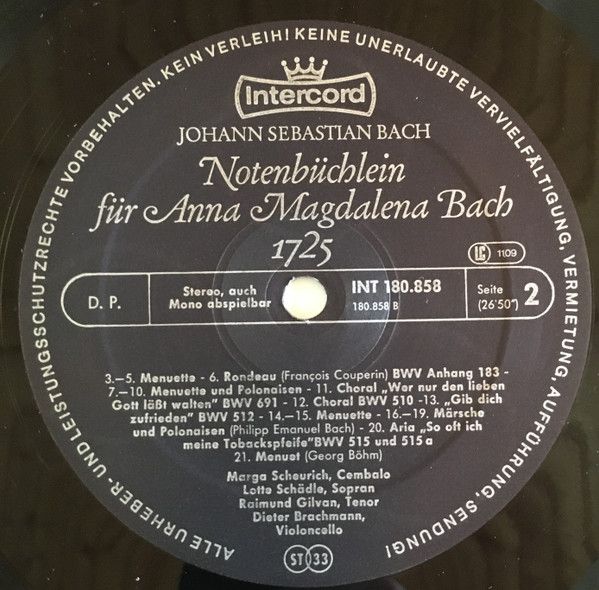 ALLE URHEBER- UND LEISTUNGSSCHUTZRECHTE VORBEHALTEN. KEIN VERLEIH! KEINE UNERLAUBTE VERVIELFÄLTIGUNG, VERMIETUNG, AUFFÜHRUNG, SENDUNG!
Intercord
JOHANN SEBASTIAN BACH
Notenbüchlein
für Anna Magdalena Bach
1725
LC 1109
D. P.
Stereo, auch
Mono abspielbar
INT 180.858
180.858 B
Seite 2
(26'50")
3.–5. Menuette - 6. Rondeau (François Couperin) BWV Anhang 183 -
7.–10. Menuette und Polonaisen - 11. Choral „Wer nur den lieben
Gott läßt walten" BWV 691 - 12. Choral BWV 510 -13. „Gib dich
zufrieden" BWV 512 - 14.–15. Menuette - 16.–19. Märsche
und Polonaisen (Philipp Emanuel Bach) - 20. Aria „So oft ich
meine Tobackspfeife"BWV 515 und 515a
21. Menuet (Georg Böhm)
Marga Scheurich, Cembalo
Lotte Schädle, Sopran
Raimund Gilvan, Tenor
Dieter Brachmann,
Violoncello
ST 33